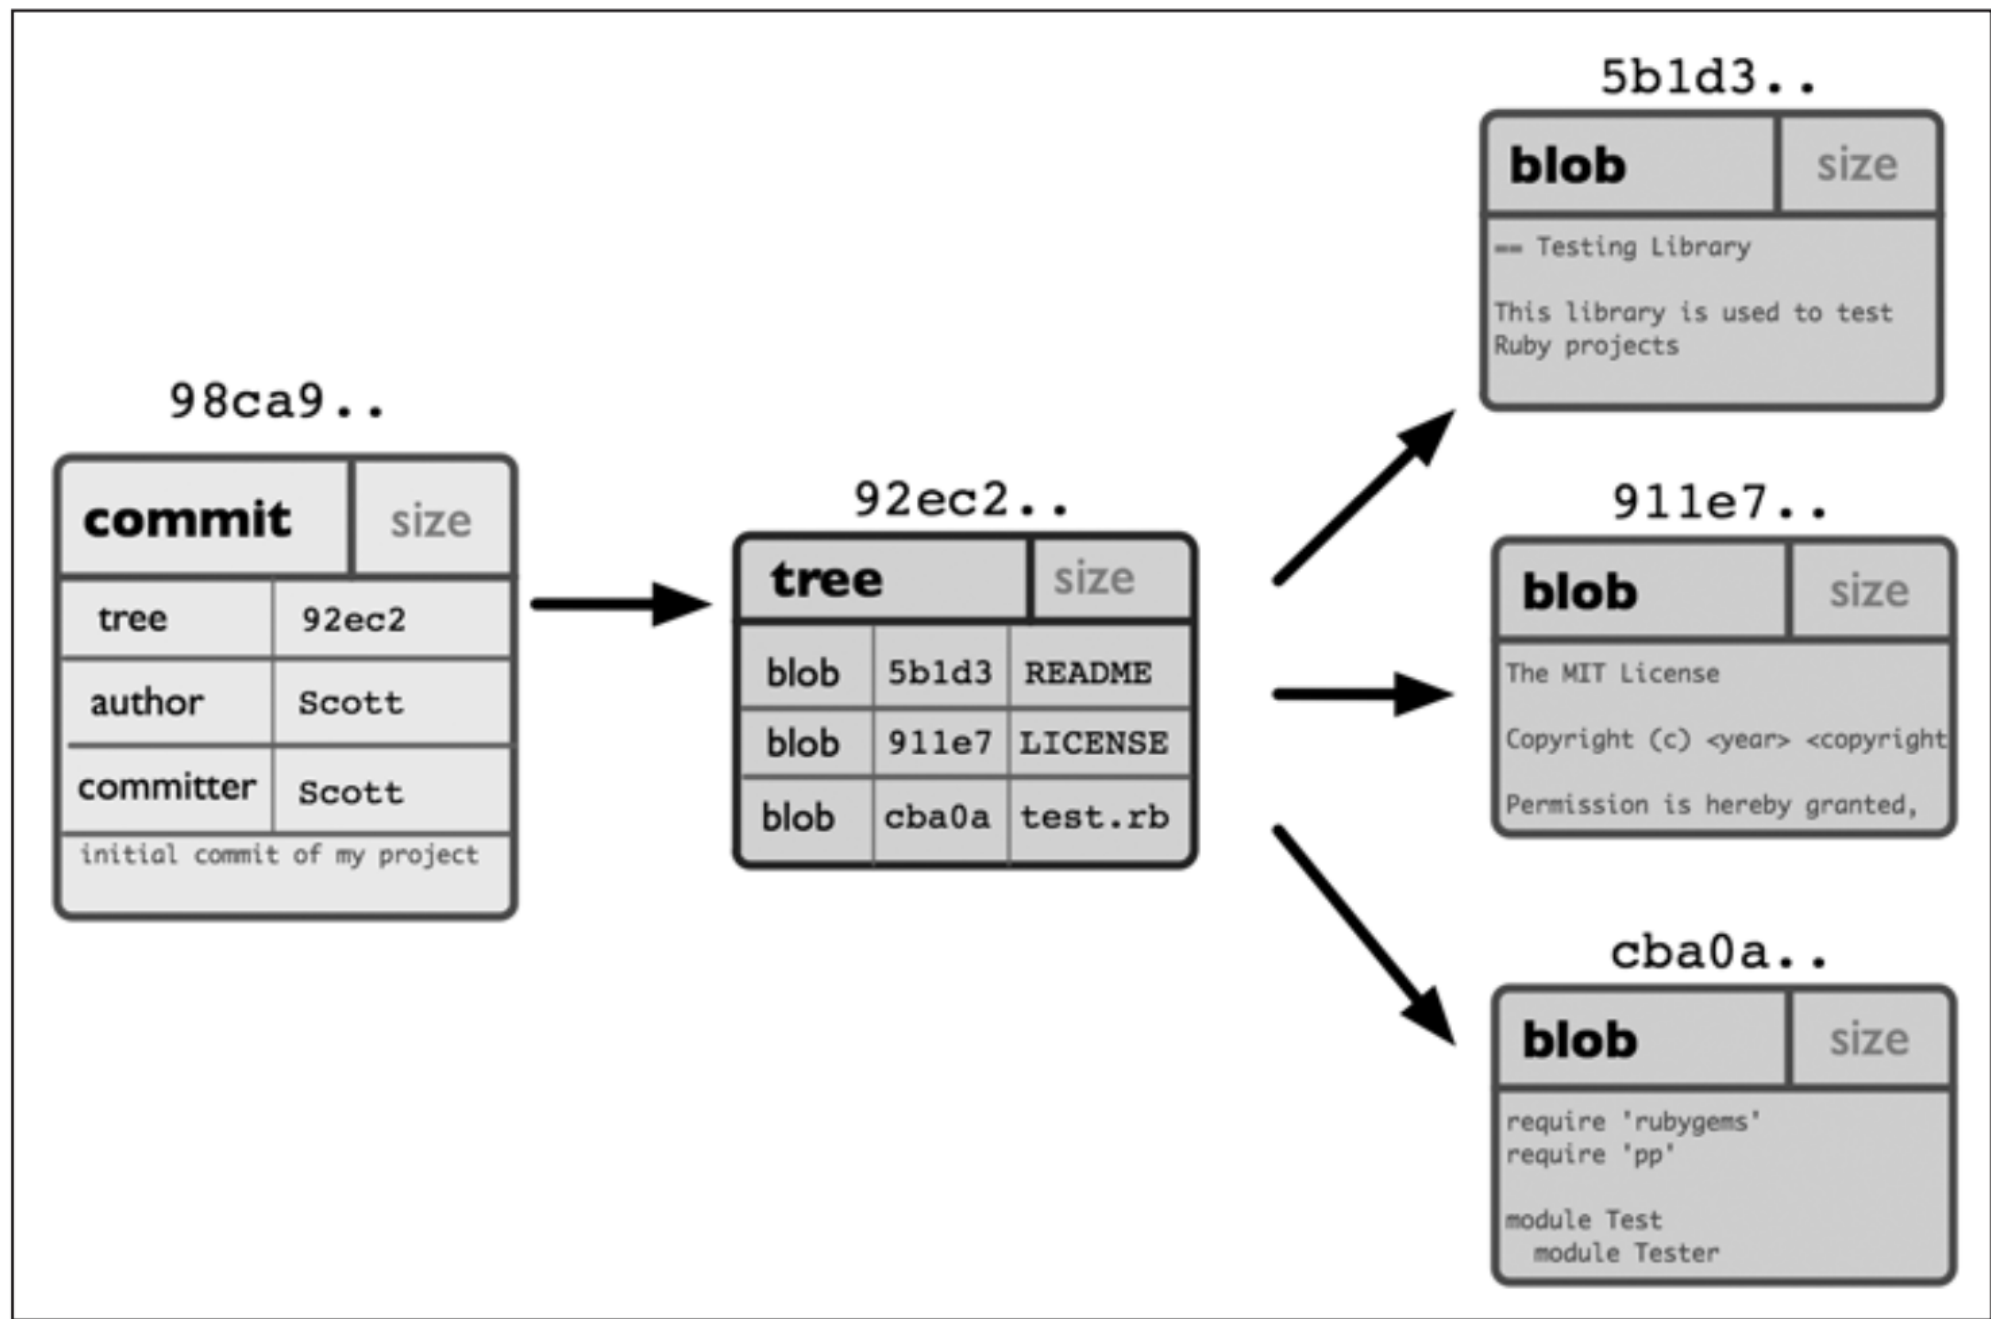 98ca9..
commit size
tree 92ec2
author Scott
committer Scott
initial commit of my project
92ec2..
tree size
blob 5b1d3 README
blob 911e7 LICENSE
blob cba0a test.rb
5b1d3..
blob size
== Testing Library
This library is used to test
Ruby projects
911e7..
blob size
The MIT License
Copyright (c) <year> <copyright
Permission is hereby granted,
cba0a..
blob size
require 'rubygems'
require 'pp'
module Test
module Tester